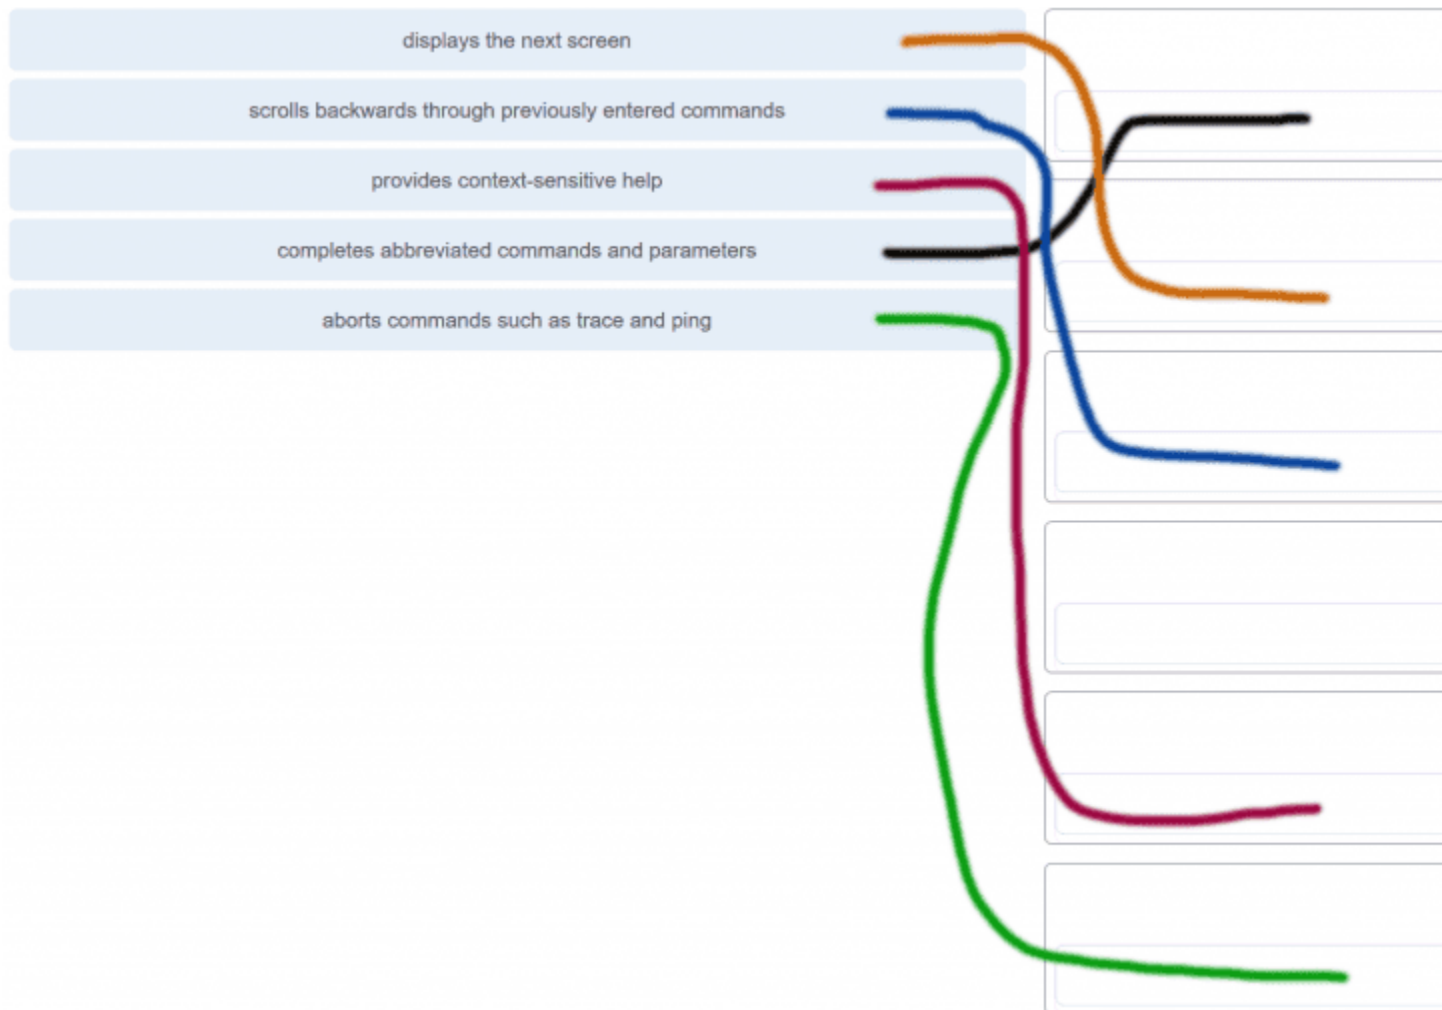 displays the next screen
scrolls backwards through previously entered commands
provides context-sensitive help
completes abbreviated commands and parameters
aborts commands such as trace and ping